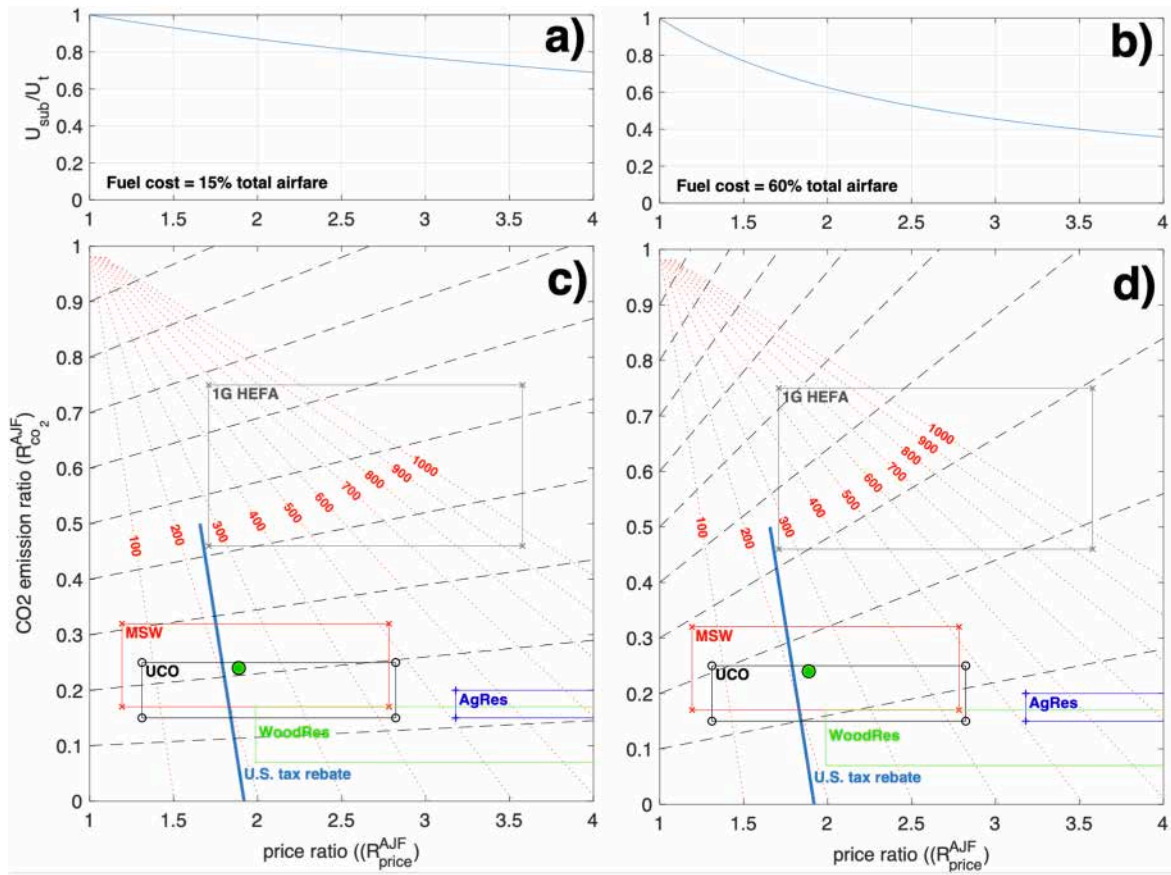 a)
1
0.8
0.6
0.4
0.2
0
U_sub/U_t
Fuel cost = 15% total airfare
1 1.5 2 2.5 3 3.5 4
b)
1
0.8
0.6
0.4
0.2
0
Fuel cost = 60% total airfare
1 1.5 2 2.5 3 3.5 4
c)
1
0.9
0.8
0.7
0.6
0.5
0.4
0.3
0.2
0.1
0
CO2 emission ratio (R^AJF_co_2)
1G HEFA
100 200 300 400 500 600 700 800 900 1000
MSW
UCO
AgRes
WoodRes
U.S. tax rebate
1 1.5 2 2.5 3 3.5 4
price ratio ((R^AJF_price)
d)
1
0.9
0.8
0.7
0.6
0.5
0.4
0.3
0.2
0.1
0
1G HEFA
100 200 300 400 500 600 700 800 900 1000
MSW
UCO
AgRes
WoodRes
U.S. tax rebate
1 1.5 2 2.5 3 3.5 4
price ratio ((R^AJF_price)